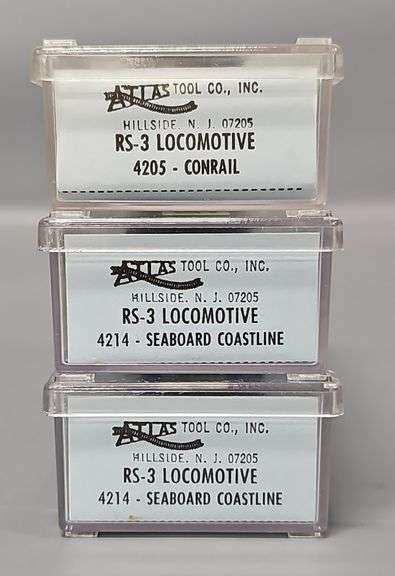 ATLAS TOOL CO., INC.
HILLSIDE, N. J. 07205
RS-3 LOCOMOTIVE
4205 - CONRAIL
ATLAS TOOL CO., INC.
HILLSIDE, N. J. 07205
RS-3 LOCOMOTIVE
4214 - SEABOARD COASTLINE
ATLAS TOOL CO., INC.
HILLSIDE, N. J. 07205
RS-3 LOCOMOTIVE
4214 - SEABOARD COASTLINE